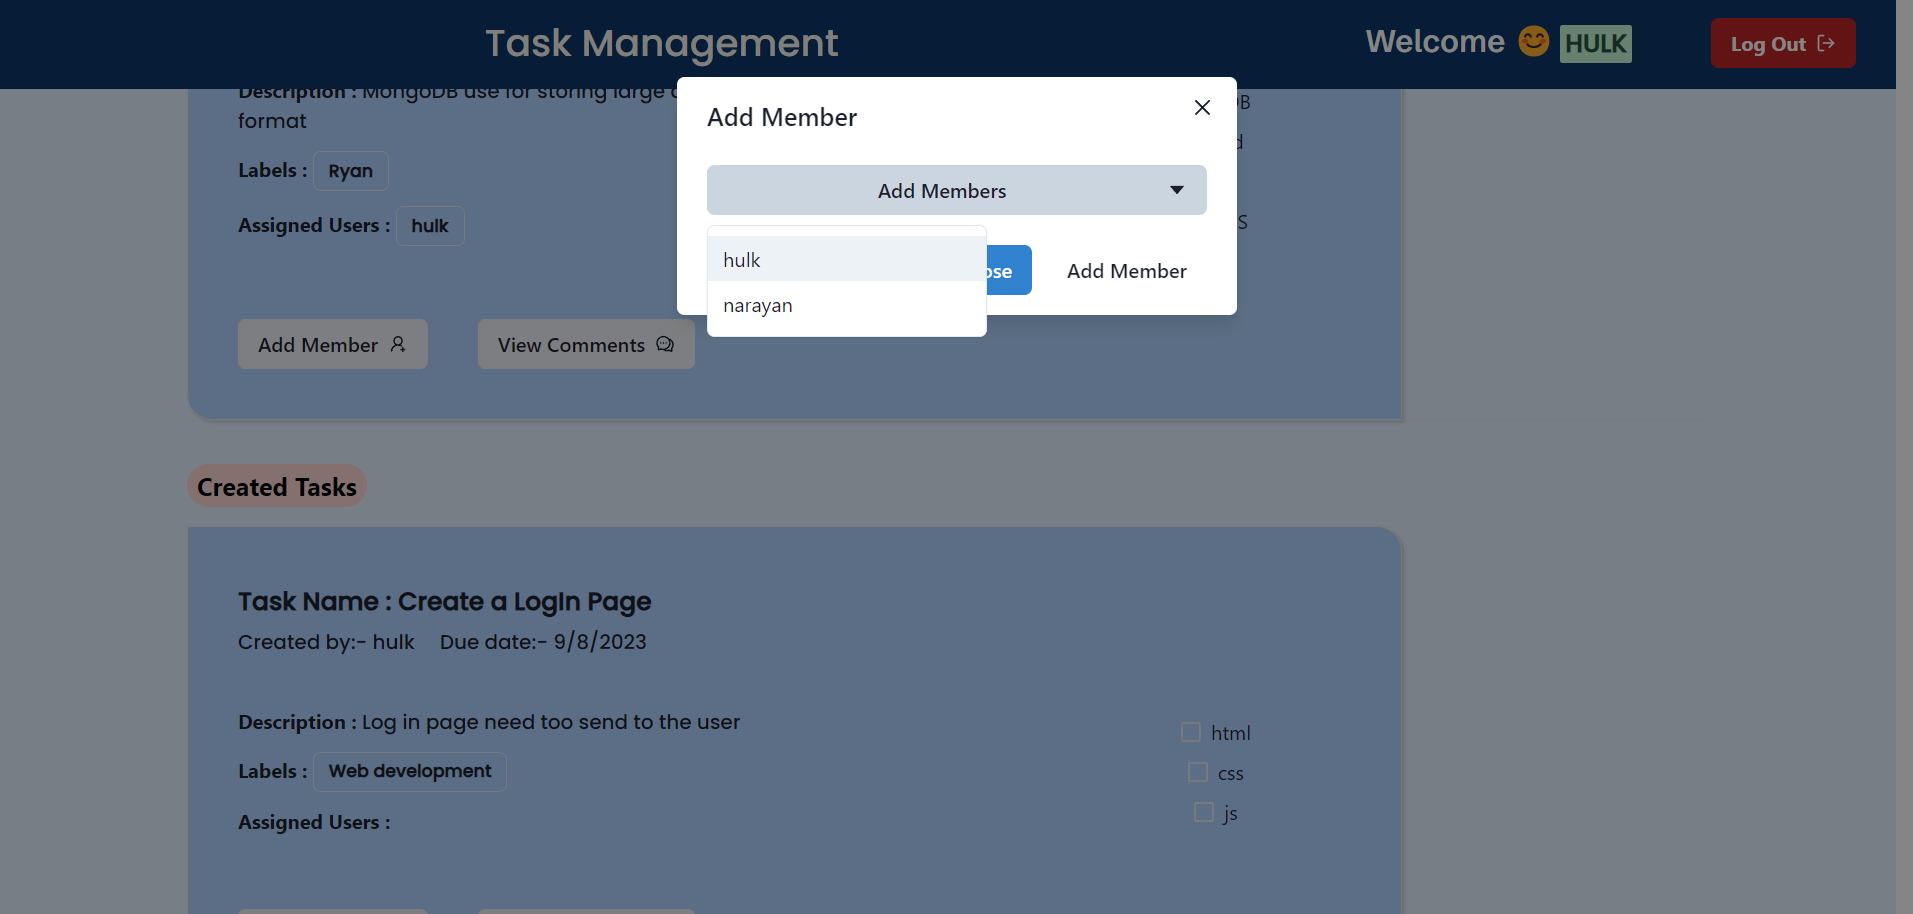 Task Management
Welcome 😊 HULK
Log Out
Description : MongoDB use for storing large
format
Labels : Ryan
Assigned Users : hulk
Add Member
View Comments
Add Member
Add Members
hulk
narayan
Add Member
Created Tasks
Task Name : Create a LogIn Page
Created by:- hulk Due date:- 9/8/2023
Description : Log in page need too send to the user
Labels : Web development
Assigned Users :
html
css
js